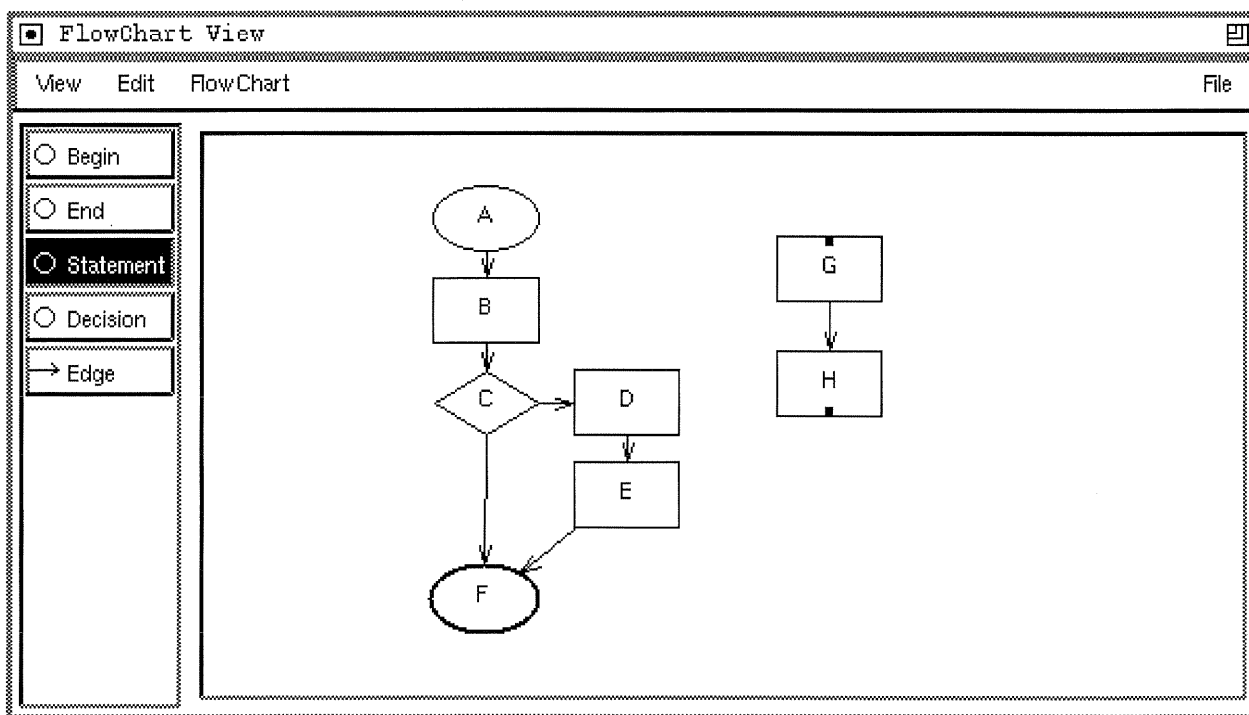 FlowChart View
View Edit FlowChart File
Begin
End
Statement
Decision
Edge
A
B
C
D
E
F
G
H